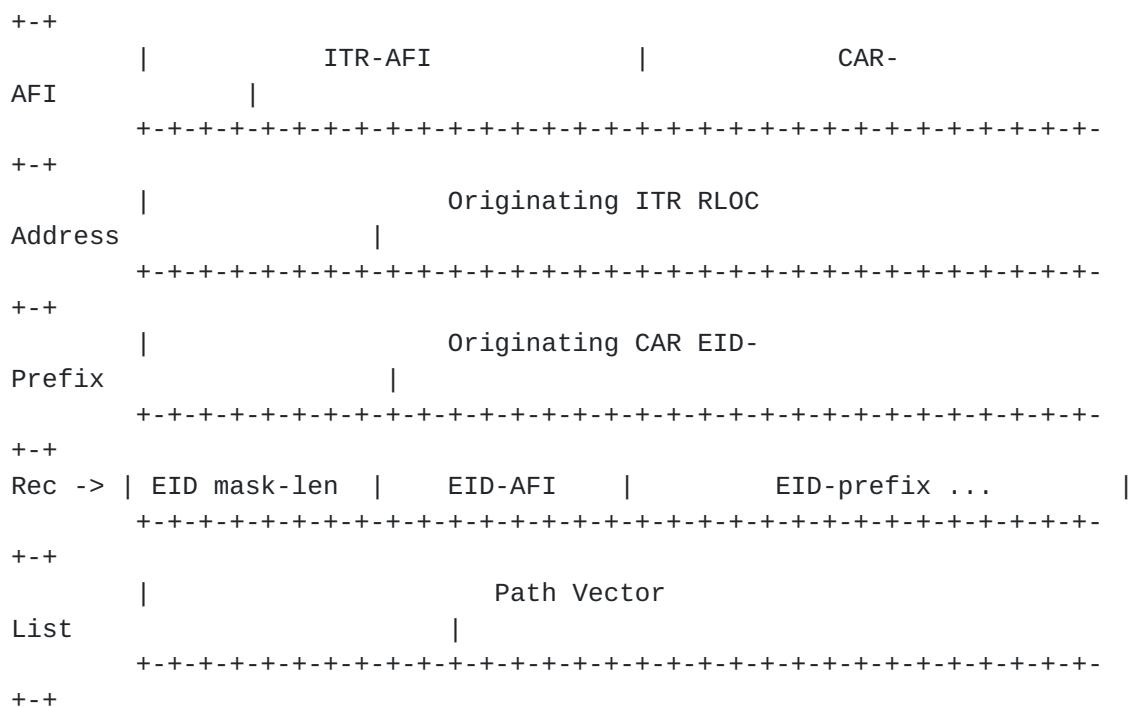 +-+
|           ITR-AFI             |            CAR-
AFI            |
+-+-+-+-+-+-+-+-+-+-+-+-+-+-+-+-+-+-+-+-+-+-+-+-+-+-+-+-+-+-+-
+-+
|                   Originating ITR RLOC
Address                |
+-+-+-+-+-+-+-+-+-+-+-+-+-+-+-+-+-+-+-+-+-+-+-+-+-+-+-+-+-+-+-
+-+
|                   Originating CAR EID-
Prefix                  |
+-+-+-+-+-+-+-+-+-+-+-+-+-+-+-+-+-+-+-+-+-+-+-+-+-+-+-+-+-+-+-
+-+
Rec -> | EID mask-len  |    EID-AFI    |         EID-prefix ...        |
+-+-+-+-+-+-+-+-+-+-+-+-+-+-+-+-+-+-+-+-+-+-+-+-+-+-+-+-+-+-+-
+-+
|                      Path Vector
List                        |
+-+-+-+-+-+-+-+-+-+-+-+-+-+-+-+-+-+-+-+-+-+-+-+-+-+-+-+-+-+-+-
+-+